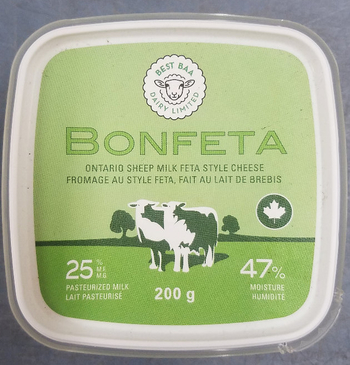 BEST BAA
DAIRY LIMITED
BONFETA
ONTARIO SHEEP MILK FETA STYLE CHEESE
FROMAGE AU STYLE FETA, FAIT AU LAIT DE BREBIS
25 % M.F. M.G.
PASTEURIZED MILK
LAIT PASTEURISÉ
200 g
47%
MOISTURE
HUMIDITÉ